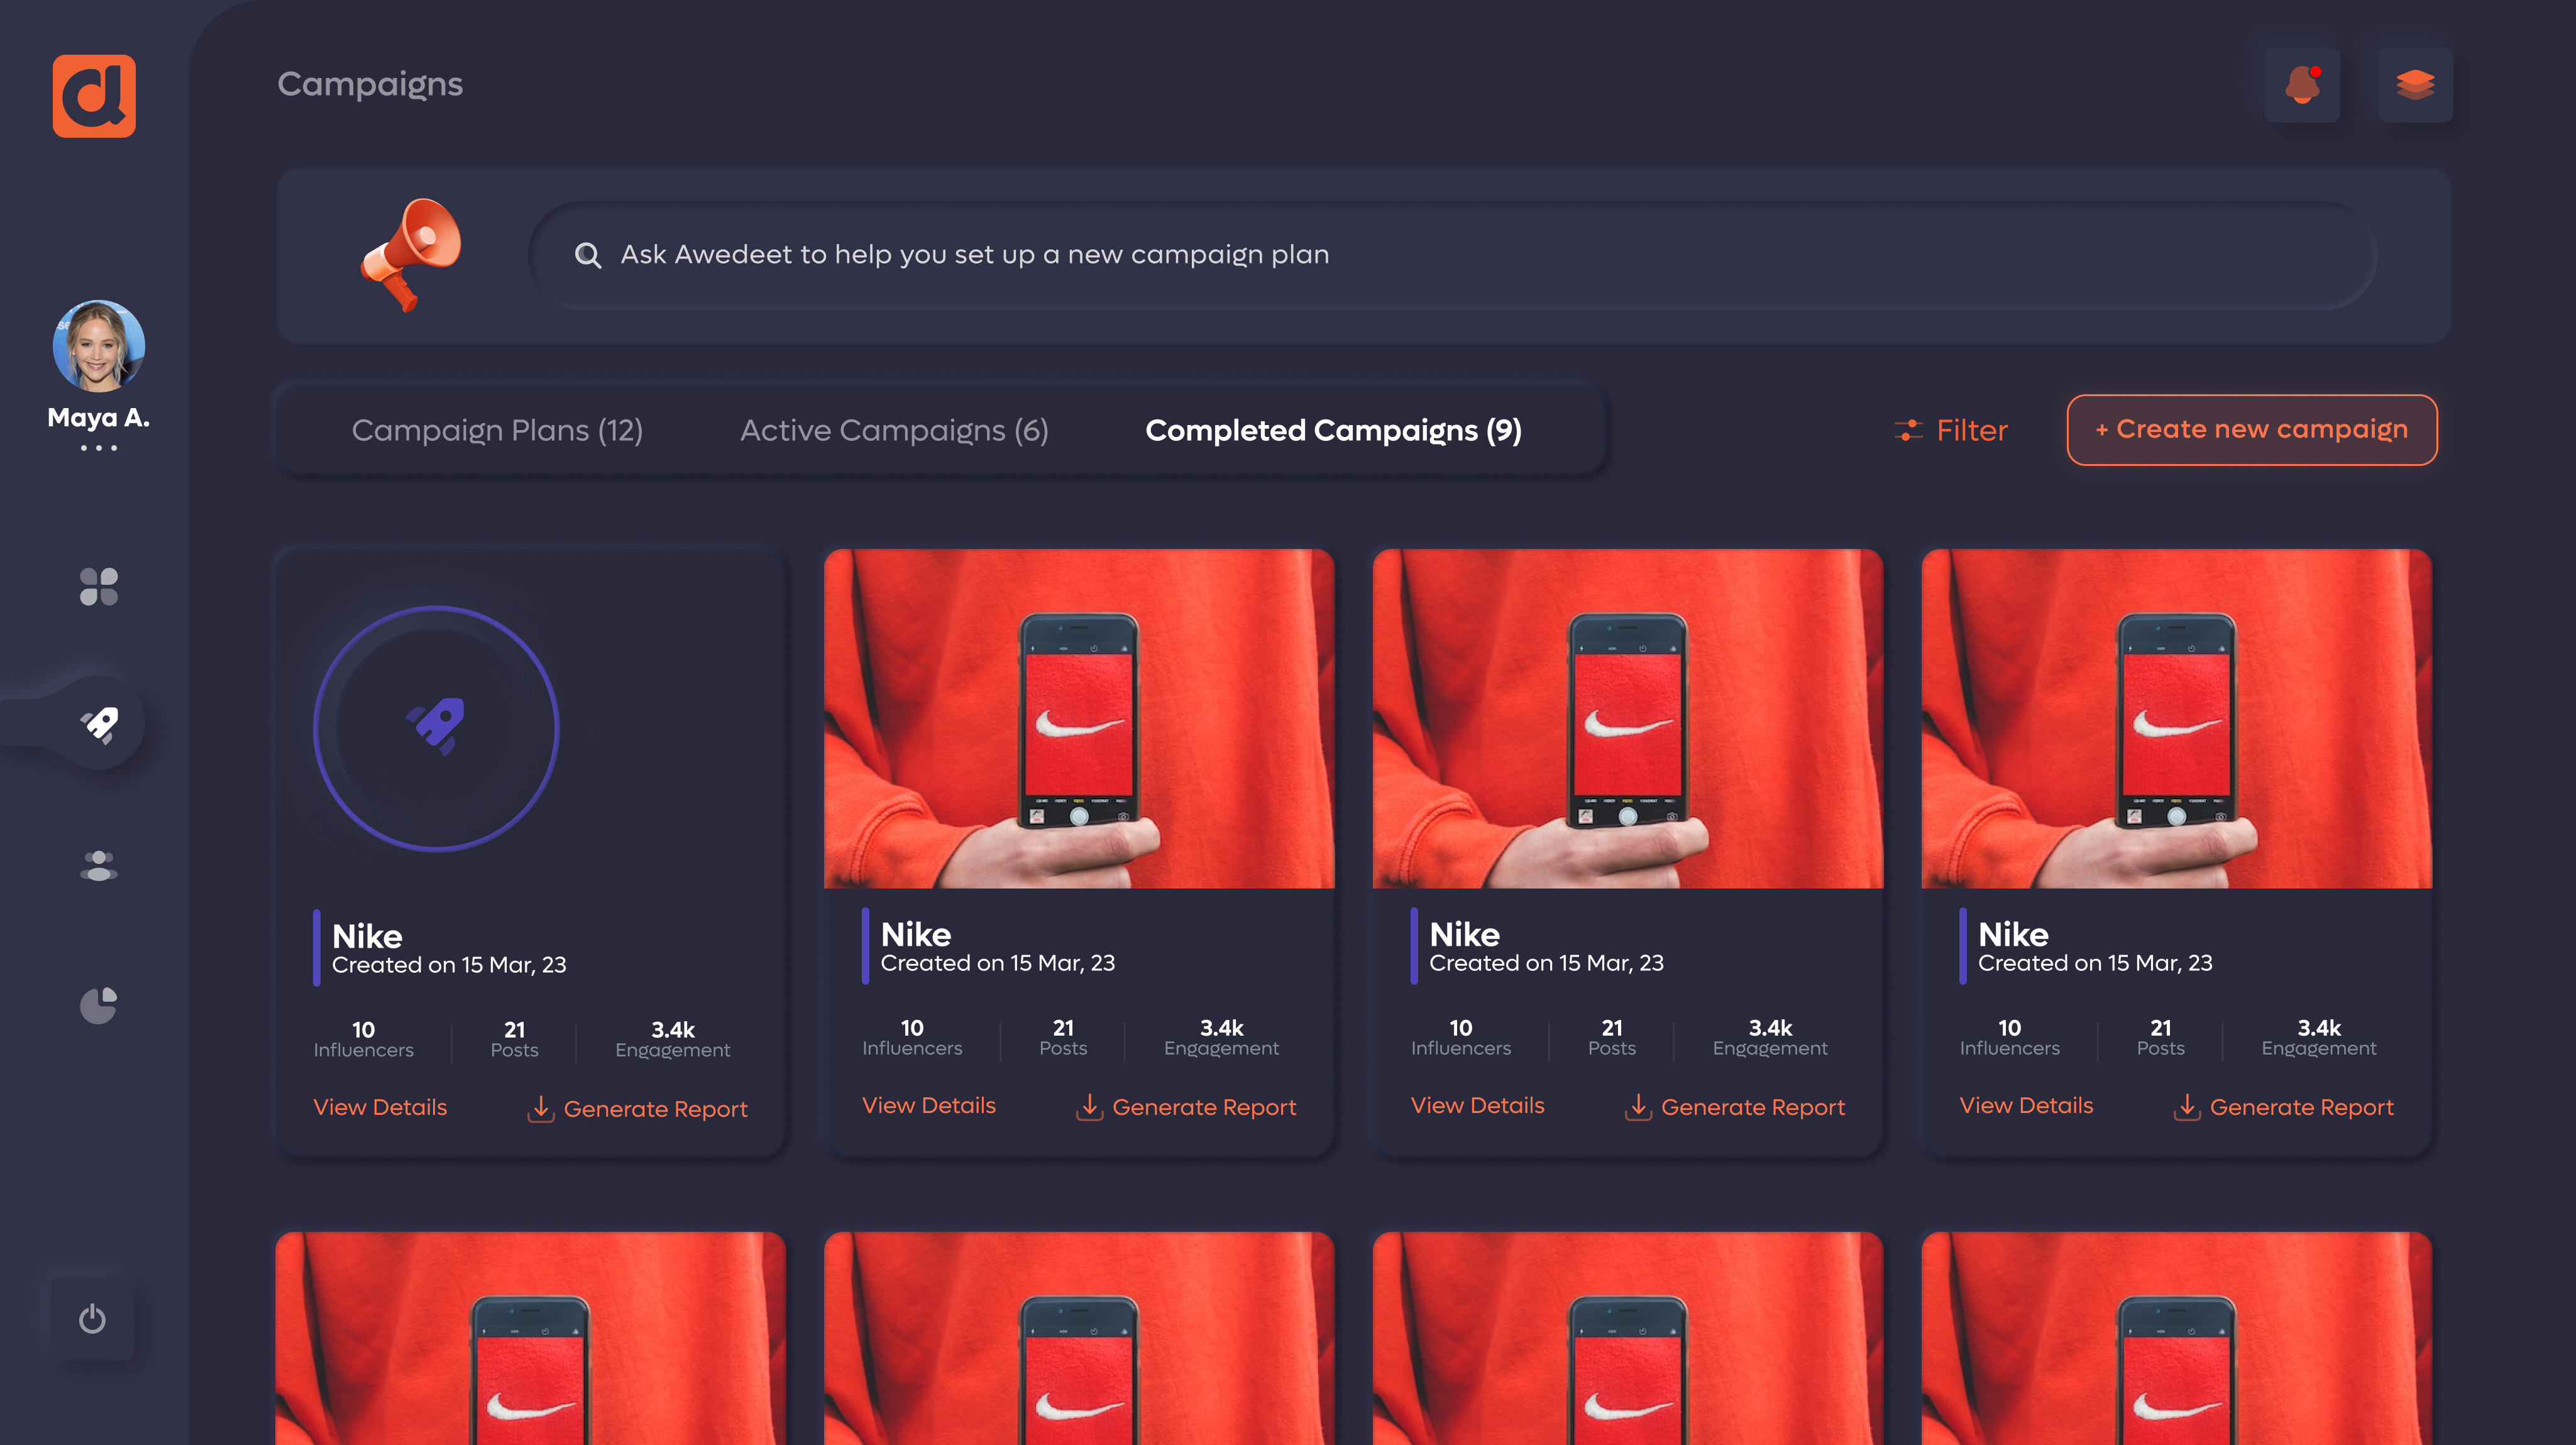 Campaigns
Ask Awedeet to help you set up a new campaign plan
Maya A.
Campaign Plans (12)
Active Campaigns (6)
Completed Campaigns (9)
Filter
+ Create new campaign
Nike
Created on 15 Mar, 23
10
Influencers
21
Posts
3.4k
Engagement
View Details
Generate Report
Nike
Created on 15 Mar, 23
10
Influencers
21
Posts
3.4k
Engagement
View Details
Generate Report
Nike
Created on 15 Mar, 23
10
Influencers
21
Posts
3.4k
Engagement
View Details
Generate Report
Nike
Created on 15 Mar, 23
10
Influencers
21
Posts
3.4k
Engagement
View Details
Generate Report